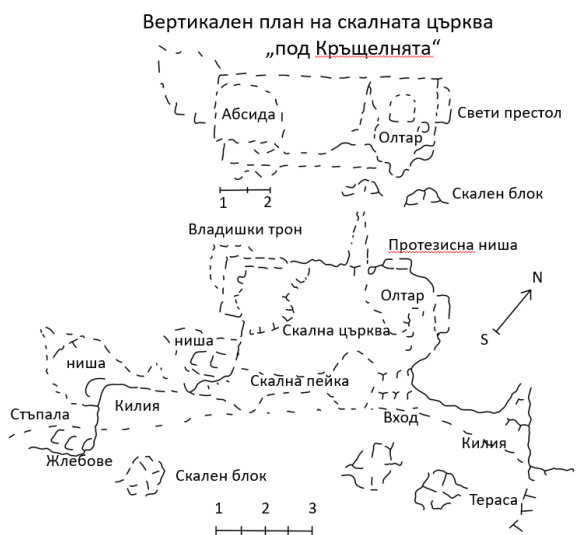 Вертикален план на скалната църква
„под Кръщелнята“
Абсида
Свети престол
Олтар
1 2
Скален блок
Владишки трон
Протезисна ниша
N
Олтар
S
Скална църква
ниша
ниша
Скална пейка
Килия
Стъпала
Вход
Килия
Жлебове
Скален блок
Тераса
1 2 3